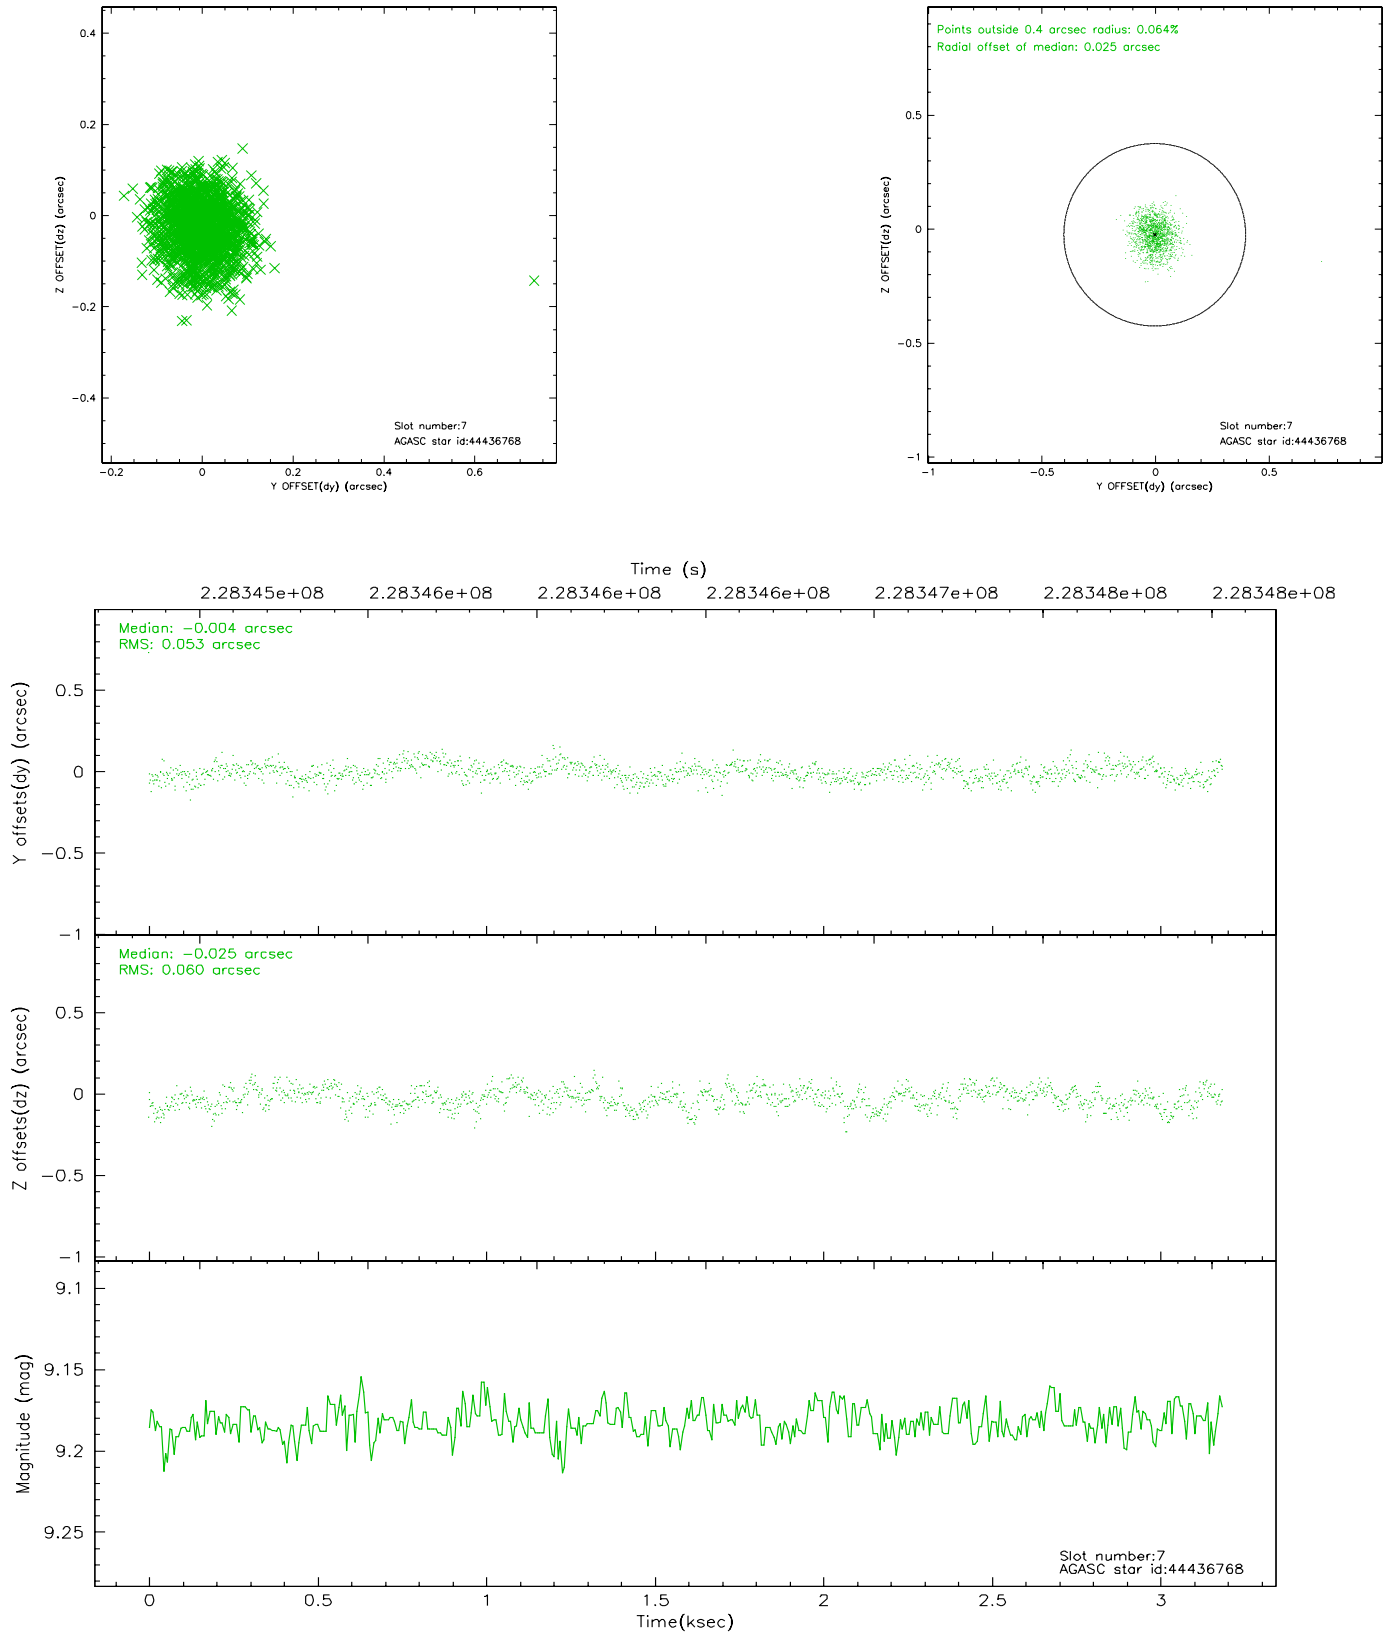 0.4
0.2
0
−0.2
−0.4
Z OFFSET(dz) (arcsec)
Slot number:7
AGASC star id:44436768
−0.2 0 0.2 0.4 0.6
Y OFFSET(dy) (arcsec)
Points outside 0.4 arcsec radius: 0.064%
Radial offset of median: 0.025 arcsec
0.5
0
−0.5
−1
Z OFFSET(dz) (arcsec)
Slot number:7
AGASC star id:44436768
−1 −0.5 0 0.5
Y OFFSET(dy) (arcsec)
Time (s)
2.28345e+08 2.28346e+08 2.28346e+08 2.28346e+08 2.28347e+08 2.28348e+08 2.28348e+08
Median: −0.004 arcsec
RMS: 0.053 arcsec
0.5
0
−0.5
−1
Y offsets(dy) (arcsec)
Median: −0.025 arcsec
RMS: 0.060 arcsec
0.5
0
−0.5
−1
Z offsets(dz) (arcsec)
9.1
9.15
9.2
9.25
Magnitude (mag)
Slot number:7
AGASC star id:44436768
0 0.5 1 1.5 2 2.5 3
Time(ksec)